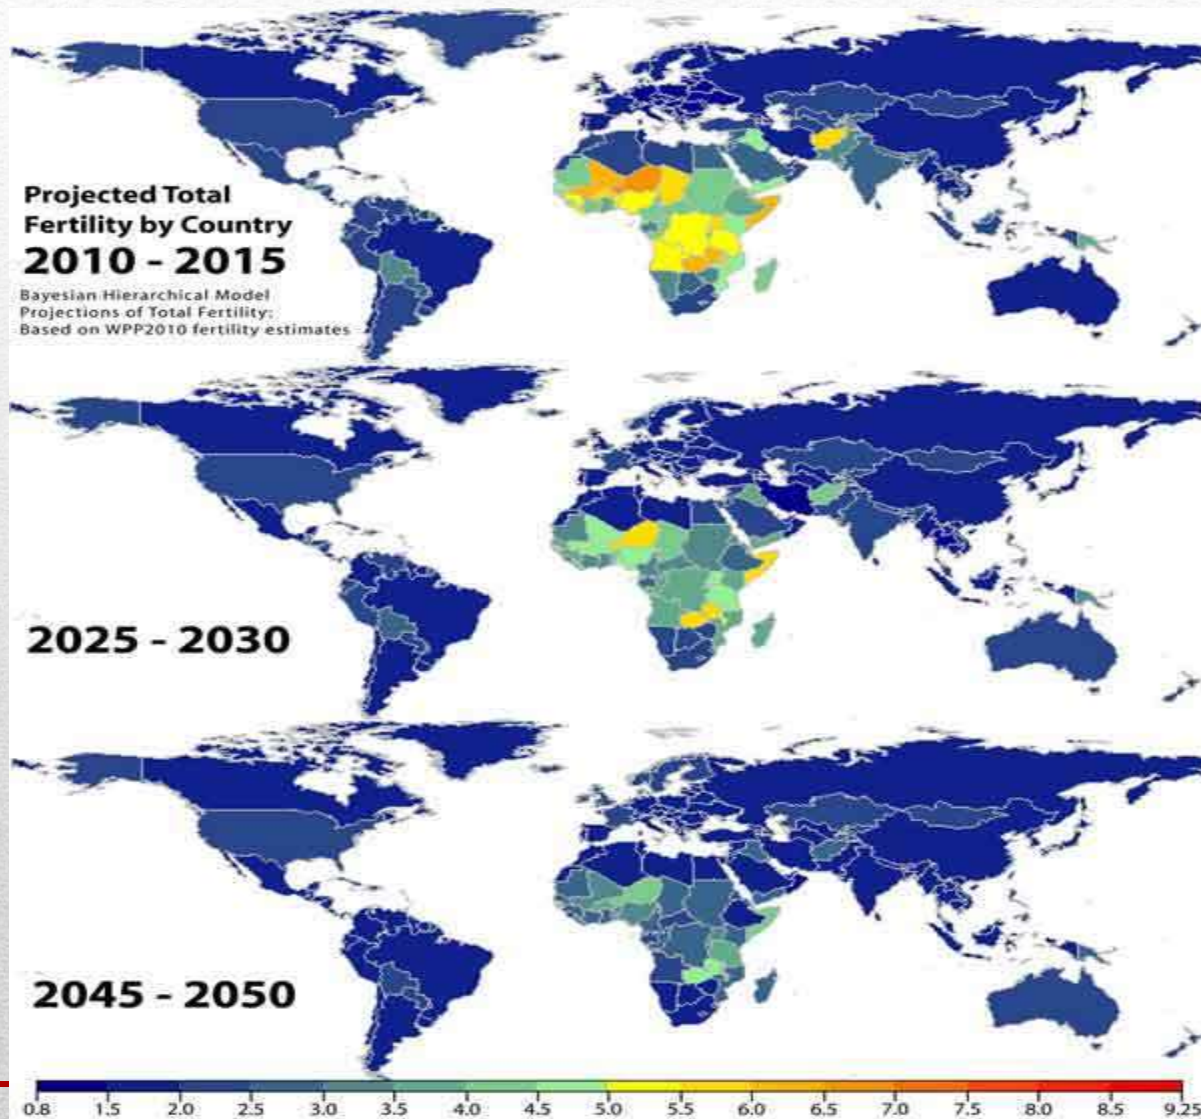 Projected Total
Fertility by Country
2010 - 2015
Bayesian Hierarchical Model
Projections of Total Fertility:
Based on WPP2010 fertility estimates
2025 - 2030
2045 - 2050
0.8 1.5 2.0 2.5 3.0 3.5 4.0 4.5 5.0 5.5 6.0 6.5 7.0 7.5 8.0 8.5 9.25